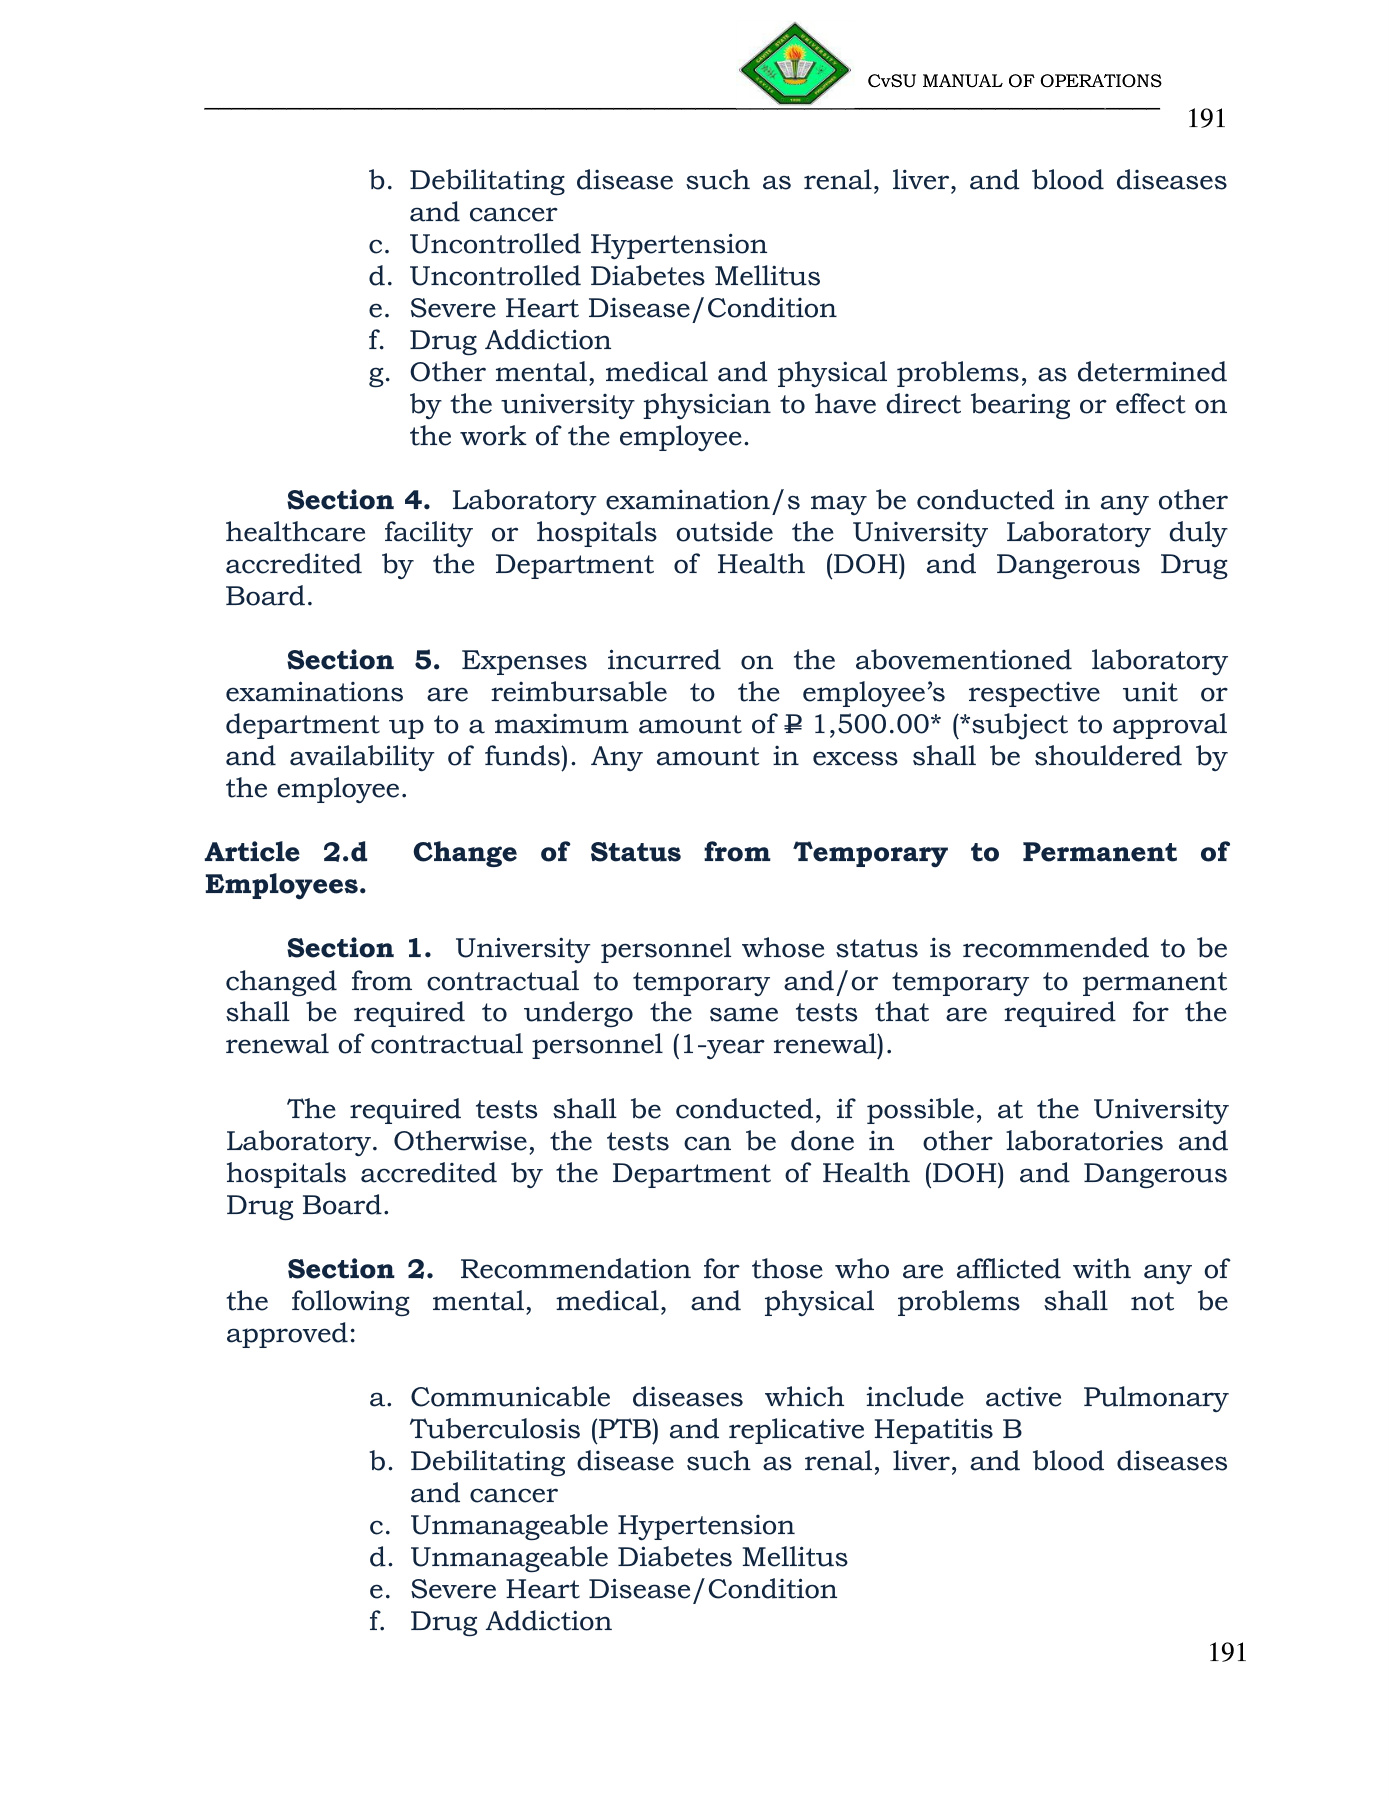 CvSU MANUAL OF OPERATIONS
191
b. Debilitating disease such as renal, liver, and blood diseases
and cancer
c. Uncontrolled Hypertension
d. Uncontrolled Diabetes Mellitus
e. Severe Heart Disease/Condition
f. Drug Addiction
g. Other mental, medical and physical problems, as determined
by the university physician to have direct bearing or effect on
the work of the employee.
Section 4. Laboratory examination/s may be conducted in any other
healthcare facility or hospitals outside the University Laboratory duly
accredited by the Department of Health (DOH) and Dangerous Drug
Board.
Section 5. Expenses incurred on the abovementioned laboratory
examinations are reimbursable to the employee’s respective unit or
department up to a maximum amount of ₽ 1,500.00* (*subject to approval
and availability of funds). Any amount in excess shall be shouldered by
the employee.
Article 2.d Change of Status from Temporary to Permanent of
Employees.
Section 1. University personnel whose status is recommended to be
changed from contractual to temporary and/or temporary to permanent
shall be required to undergo the same tests that are required for the
renewal of contractual personnel (1-year renewal).
The required tests shall be conducted, if possible, at the University
Laboratory. Otherwise, the tests can be done in other laboratories and
hospitals accredited by the Department of Health (DOH) and Dangerous
Drug Board.
Section 2. Recommendation for those who are afflicted with any of
the following mental, medical, and physical problems shall not be
approved:
a. Communicable diseases which include active Pulmonary
Tuberculosis (PTB) and replicative Hepatitis B
b. Debilitating disease such as renal, liver, and blood diseases
and cancer
c. Unmanageable Hypertension
d. Unmanageable Diabetes Mellitus
e. Severe Heart Disease/Condition
f. Drug Addiction
191